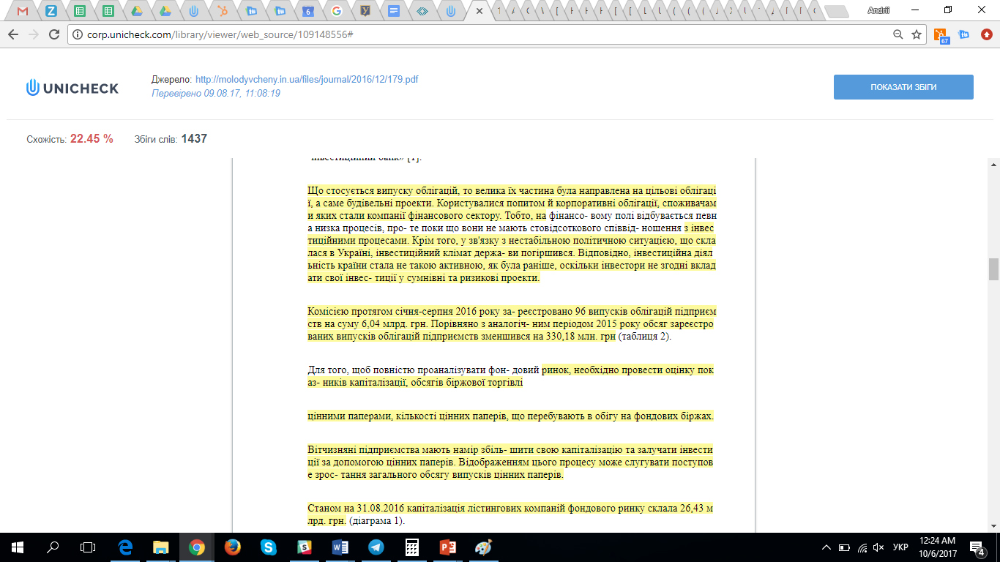 Andrii
corp.unicheck.com/library/viewer/web_source/109148556#
67
UNICHECK
Джерело: http://molodyvcheny.in.ua/files/journal/2016/12/179.pdf
Перевірено 09.08.17, 11:08:19
ПОКАЗАТИ ЗБІГИ
Схожість: 22.45 %
Збіги слів: 1437
Що стосується випуску облігацій, то велика їх частина була направлена на цільові облігаці
ї, а саме будівельні проекти. Користувалися попитом й корпоративні облігації, споживачам
и яких стали компанії фінансового сектору. Тобто, на фінансо- вому полі відбувається певн
а низка процесів, про- те поки що вони не мають стовідсоткового співвід- ношення з інвес
тиційними процесами. Крім того, у зв'язку з нестабільною політичною ситуацією, що скла
лася в Україні, інвестиційний клімат держа- ви погіршився. Відповідно, інвестиційна діял
ьність країни стала не такою активною, як була раніше, оскільки інвестори не згодні вклад
ати свої інвес- тиції у сумнівні та ризикові проекти.
Комісією протягом січня-серпня 2016 року за- реєстровано 96 випусків облігацій підприєм
ств на суму 6,04 млрд. грн. Порівняно з аналогіч- ним періодом 2015 року обсяг зареєстро
ваних випусків облігацій підприємств зменшився на 330,18 млн. грн (таблиця 2).
Для того, щоб повністю проаналізувати фон- довий ринок, необхідно провести оцінку пок
аз- ників капіталізації, обсягів біржової торгівлі
цінними паперами, кількості цінних паперів, що перебувають в обігу на фондових біржах.
Вітчизняні підприємства мають намір збіль- шити свою капіталізацію та залучати інвести
ції за допомогою цінних паперів. Відображенням цього процесу може слугувати поступов
е зрос- тання загального обсягу випусків цінних паперів.
Станом на 31.08.2016 капіталізація лістингових компаній фондового ринку склала 26,43 м
лрд. грн. (діаграма 1).
УКР
12:24 AM
10/6/2017
4